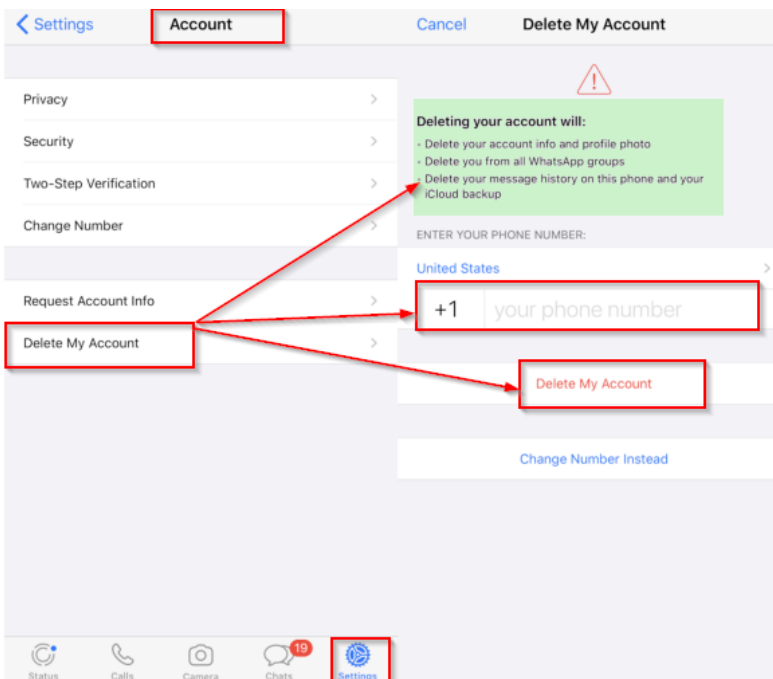 Settings
Account
Privacy
Security
Two-Step Verification
Change Number
Request Account Info
Delete My Account
Status
Calls
Camera
19
Chats
Settings
Cancel
Delete My Account
Deleting your account will:
- Delete your account info and profile photo
- Delete you from all WhatsApp groups
- Delete your message history on this phone and your
iCloud backup
ENTER YOUR PHONE NUMBER:
United States
+1 your phone number
Delete My Account
Change Number Instead